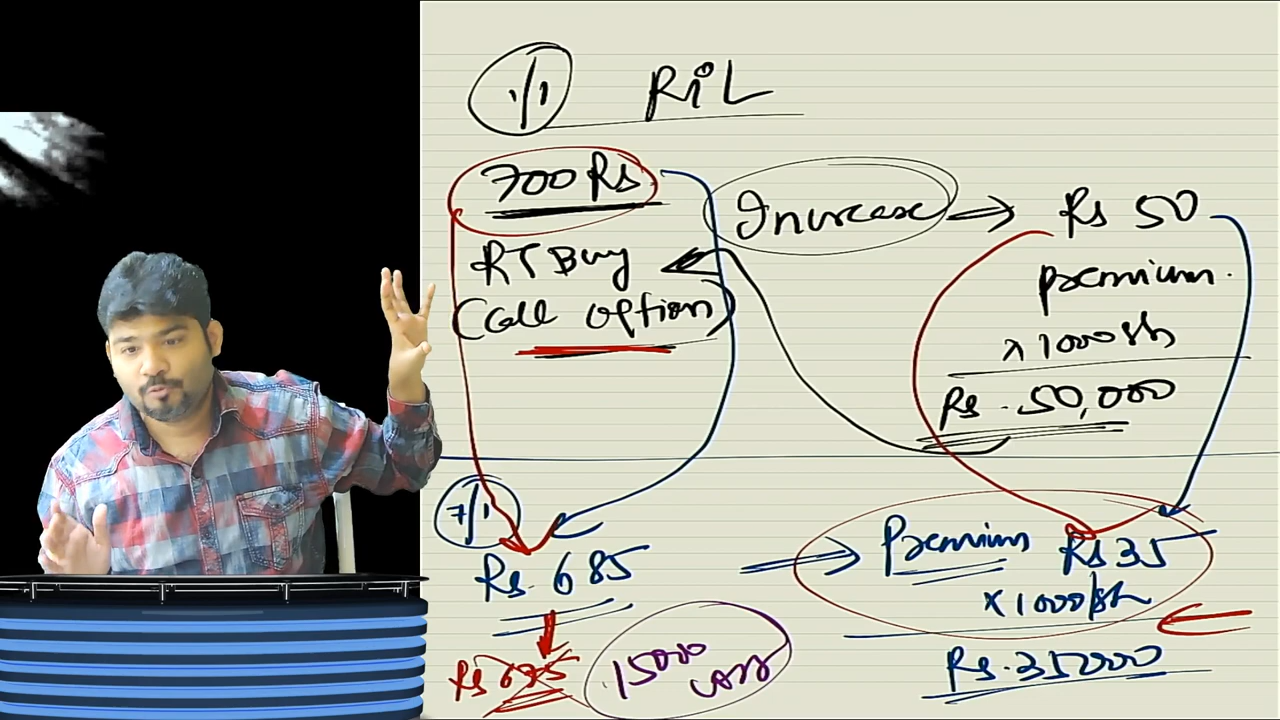 1/1 RiL
700 Rs.
RT Buy
(Call option)
Increase ⇒ Rs 50
premium.
x 1000 sh
Rs. 50,000
7/1
Rs. 685 ⇒ Premium Rs 35
x 1000/sh
Rs. 35000
15000
Loss